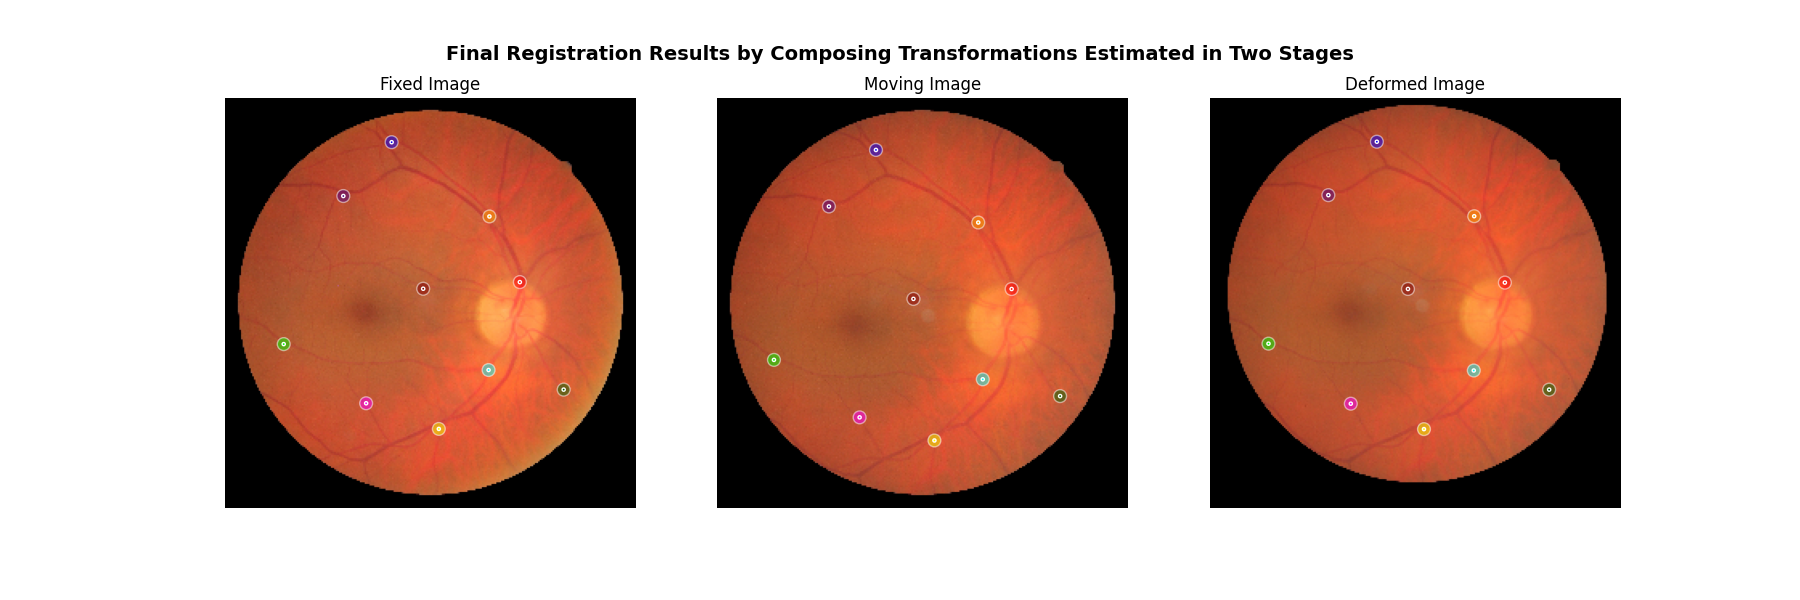 Final Registration Results by Composing Transformations Estimated in Two Stages
Fixed Image
Moving Image
Deformed Image